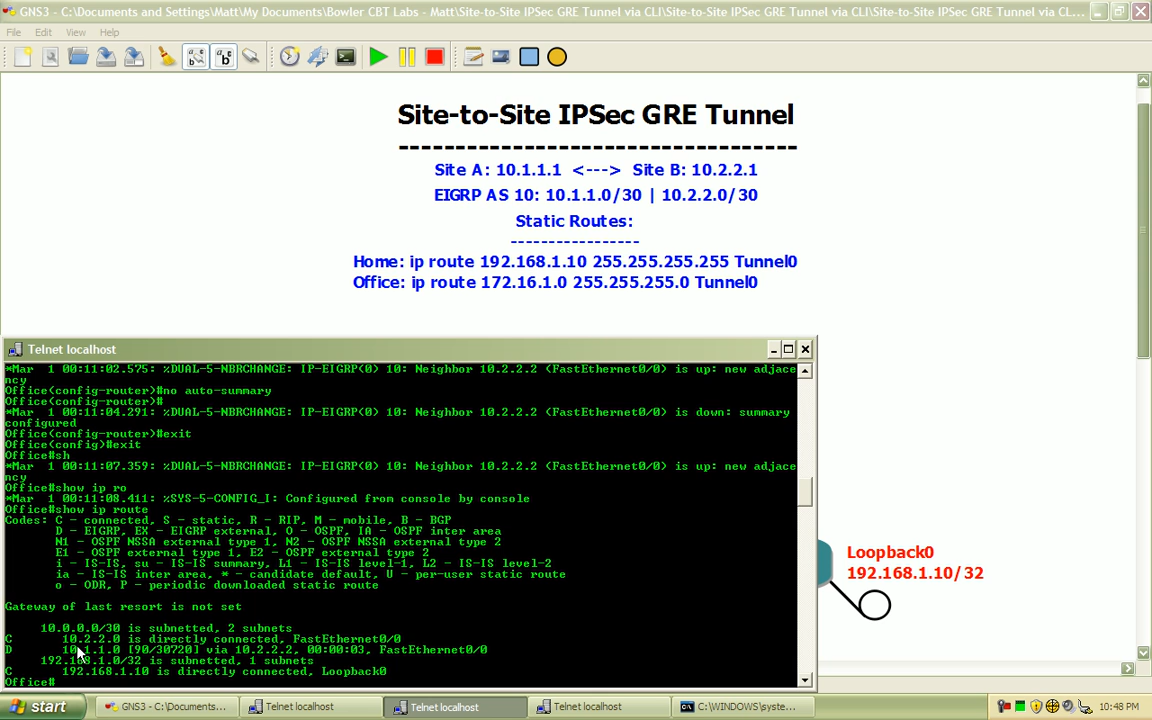 GNS3 - C:\Documents and Settings\Matt\My Documents\Bowler CBT Labs - Matt\Site-to-Site IPSec GRE Tunnel via CLI\Site-to-Site IPSec GRE Tunnel via CLI\Site-to-Site IPSec GRE Tunnel via CL...
File Edit View Help
Site-to-Site IPSec GRE Tunnel
---------------------------------
Site A: 10.1.1.1 <---> Site B: 10.2.2.1
EIGRP AS 10: 10.1.1.0/30 | 10.2.2.0/30
Static Routes:
-----------------
Home: ip route 192.168.1.10 255.255.255.255 Tunnel0
Office: ip route 172.16.1.0 255.255.255.0 Tunnel0
Telnet localhost
*Mar 1 00:11:02.575: %DUAL-5-NBRCHANGE: IP-EIGRP(0) 10: Neighbor 10.2.2.2 (FastEthernet0/0) is up: new adjace
ncy
Office(config-router)#no auto-summary
Office(config-router)#
*Mar 1 00:11:04.291: %DUAL-5-NBRCHANGE: IP-EIGRP(0) 10: Neighbor 10.2.2.2 (FastEthernet0/0) is down: summary
configured
Office(config-router)#exit
Office(config)#exit
Office#sh
*Mar 1 00:11:07.359: %DUAL-5-NBRCHANGE: IP-EIGRP(0) 10: Neighbor 10.2.2.2 (FastEthernet0/0) is up: new adjace
ncy
Office#show ip ro
*Mar 1 00:11:08.411: %SYS-5-CONFIG_I: Configured from console by console
Office#show ip route
Codes: C - connected, S - static, R - RIP, M - mobile, B - BGP
D - EIGRP, EX - EIGRP external, O - OSPF, IA - OSPF inter area
N1 - OSPF NSSA external type 1, N2 - OSPF NSSA external type 2
E1 - OSPF external type 1, E2 - OSPF external type 2
i - IS-IS, su - IS-IS summary, L1 - IS-IS level-1, L2 - IS-IS level-2
ia - IS-IS inter area, * - candidate default, U - per-user static route
o - ODR, P - periodic downloaded static route
Gateway of last resort is not set
10.0.0.0/30 is subnetted, 2 subnets
C 10.2.2.0 is directly connected, FastEthernet0/0
D 10.1.1.0 [90/30720] via 10.2.2.2, 00:00:03, FastEthernet0/0
192.168.1.0/32 is subnetted, 1 subnets
C 192.168.1.10 is directly connected, Loopback0
Office#
Loopback0
192.168.1.10/32
start
GNS3 - C:\Documents...
Telnet localhost
Telnet localhost
Telnet localhost
C:\WINDOWS\syste...
10:48 PM